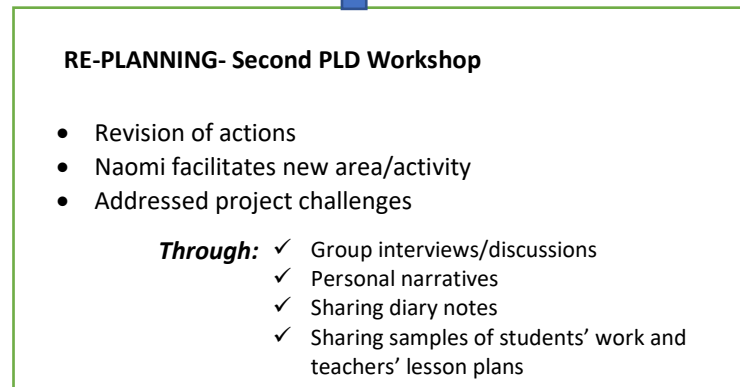 RE-PLANNING- Second PLD Workshop
• Revision of actions
• Naomi facilitates new area/activity
• Addressed project challenges
Through: ✓ Group interviews/discussions
✓ Personal narratives
✓ Sharing diary notes
✓ Sharing samples of students’ work and
teachers’ lesson plans